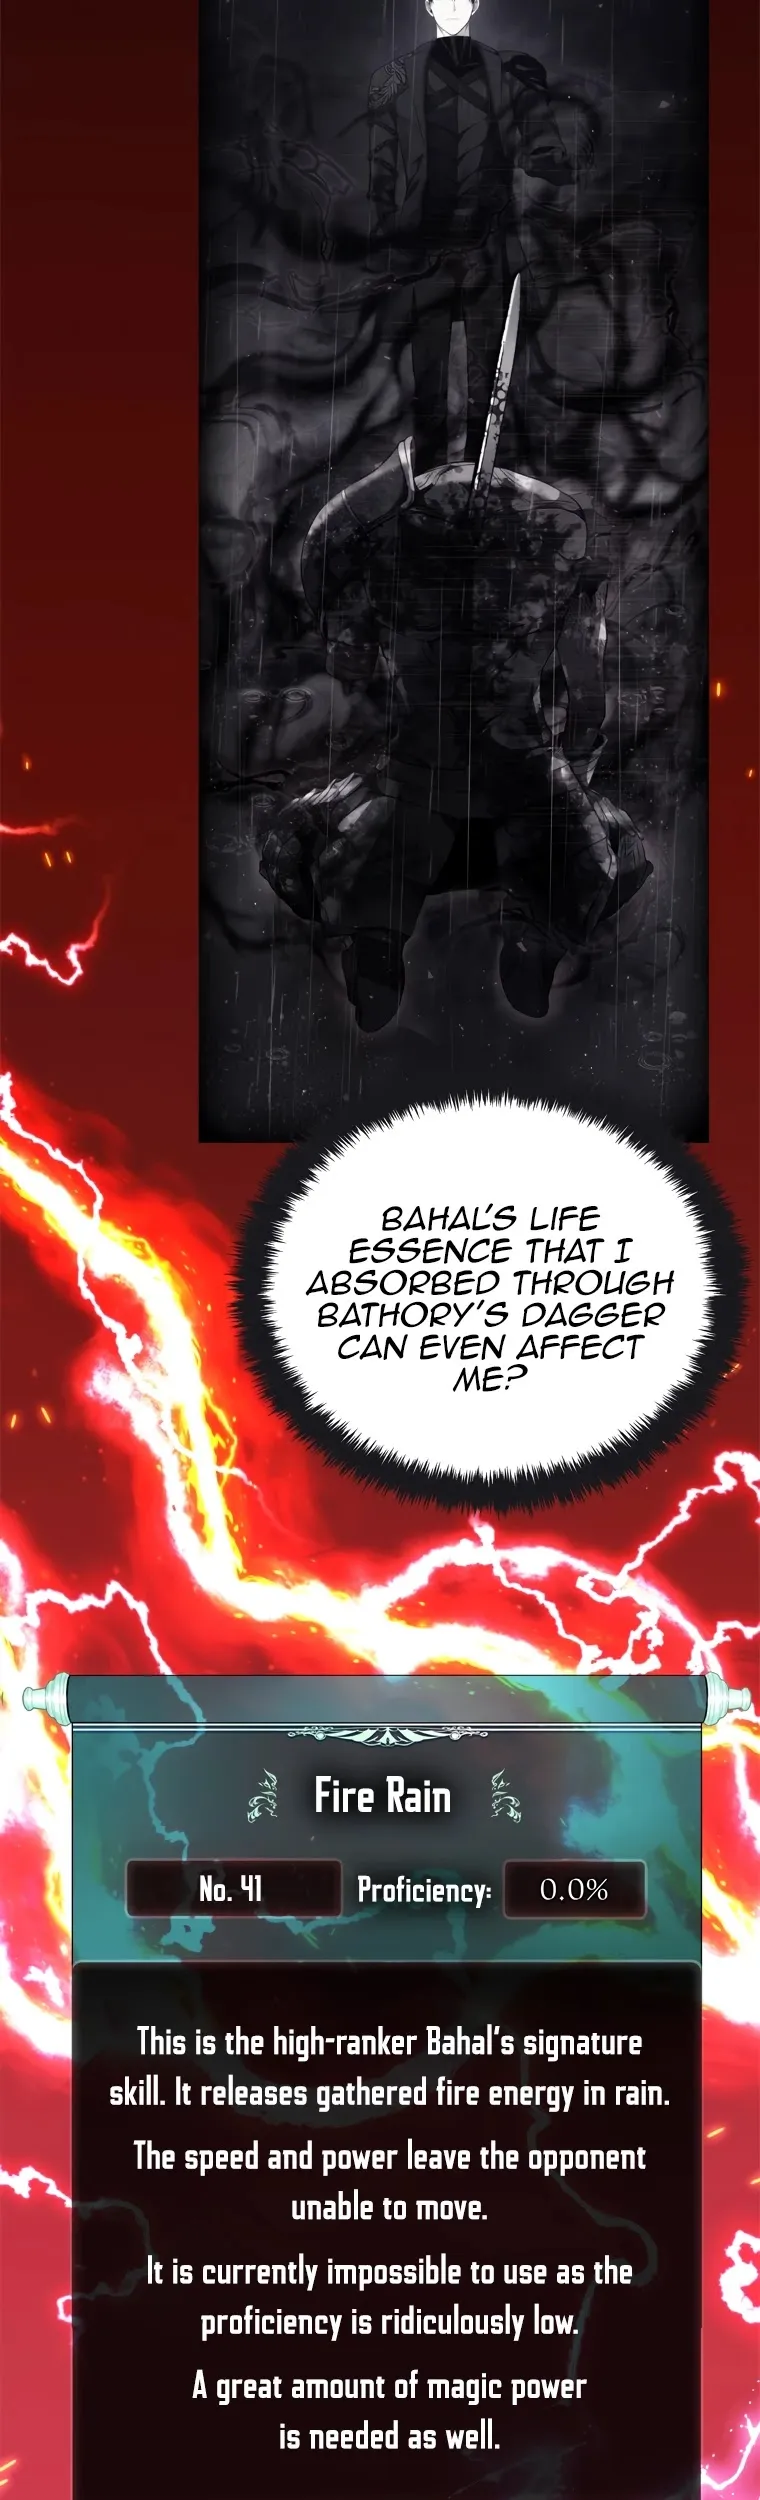 BAHAL'S LIFE
ESSENCE THAT I
ABSORBED THROUGH
BATHORY'S DAGGER
CAN EVEN AFFECT
ME?
Fire Rain
No. 41 Proficiency: 0.0%
This is the high-ranker Bahal's signature
skill. It releases gathered fire energy in rain.
The speed and power leave the opponent
unable to move.
It is currently impossible to use as the
proficiency is ridiculously low.
A great amount of magic power
is needed as well.